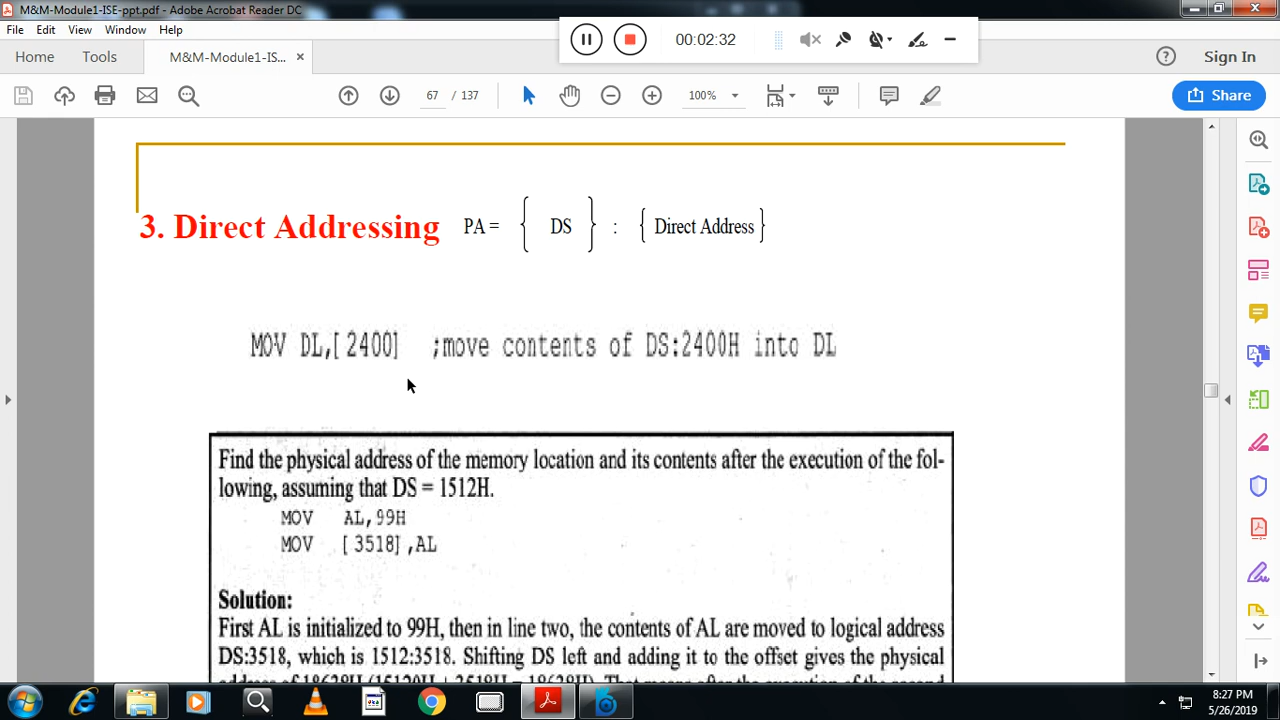 M&M-Module1-ISE-ppt.pdf - Adobe Acrobat Reader DC
File Edit View Window Help
00:02:32
Home Tools M&M-Module1-IS... × Sign In
67 / 137 100% Share
3. Direct Addressing PA = { DS } : { Direct Address }
MOV DL,[2400] ;move contents of DS:2400H into DL
Find the physical address of the memory location and its contents after the execution of the fol-
lowing, assuming that DS = 1512H.
MOV AL,99H
MOV [3518],AL
Solution:
First AL is initialized to 99H, then in line two, the contents of AL are moved to logical address
DS:3518, which is 1512:3518. Shifting DS left and adding it to the offset gives the physical
8:27 PM
5/26/2019